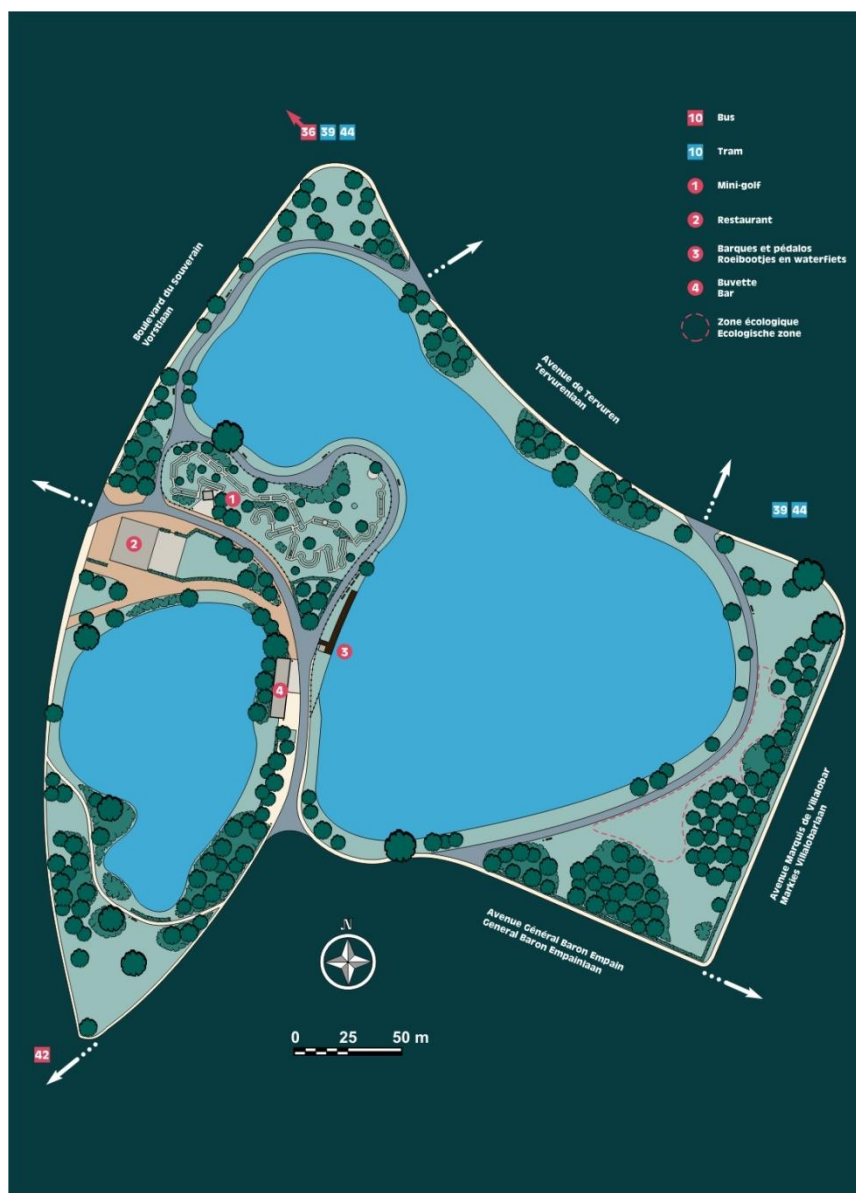 36 39 44
10 Bus
10 Tram
1 Mini-golf
2 Restaurant
3 Barques et pédalos
Roeibootjes en waterfiets
4 Buvette
Bar
Zone écologique
Ecologische zone
Boulevard du Souverain
Vorstlaan
Avenue de Tervuren
Tervurenlaan
39 44
1
2
3
4
Avenue Marquis de Villalobar
Markies Villalobarlaan
Avenue Général Baron Empain
General Baron Empainlaan
N
0 25 50 m
42